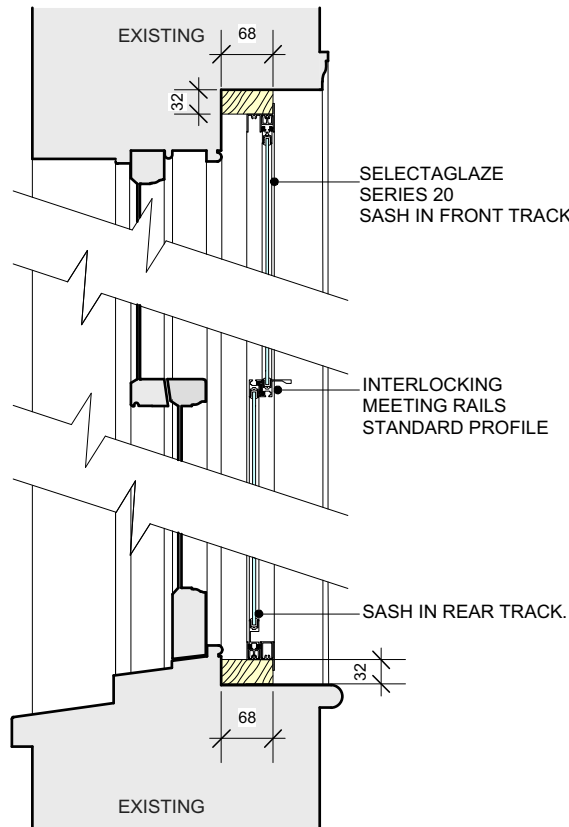 EXISTING
68
32
SELECTAGLAZE
SERIES 20
SASH IN FRONT TRACK
INTERLOCKING
MEETING RAILS
STANDARD PROFILE
SASH IN REAR TRACK.
32
68
EXISTING